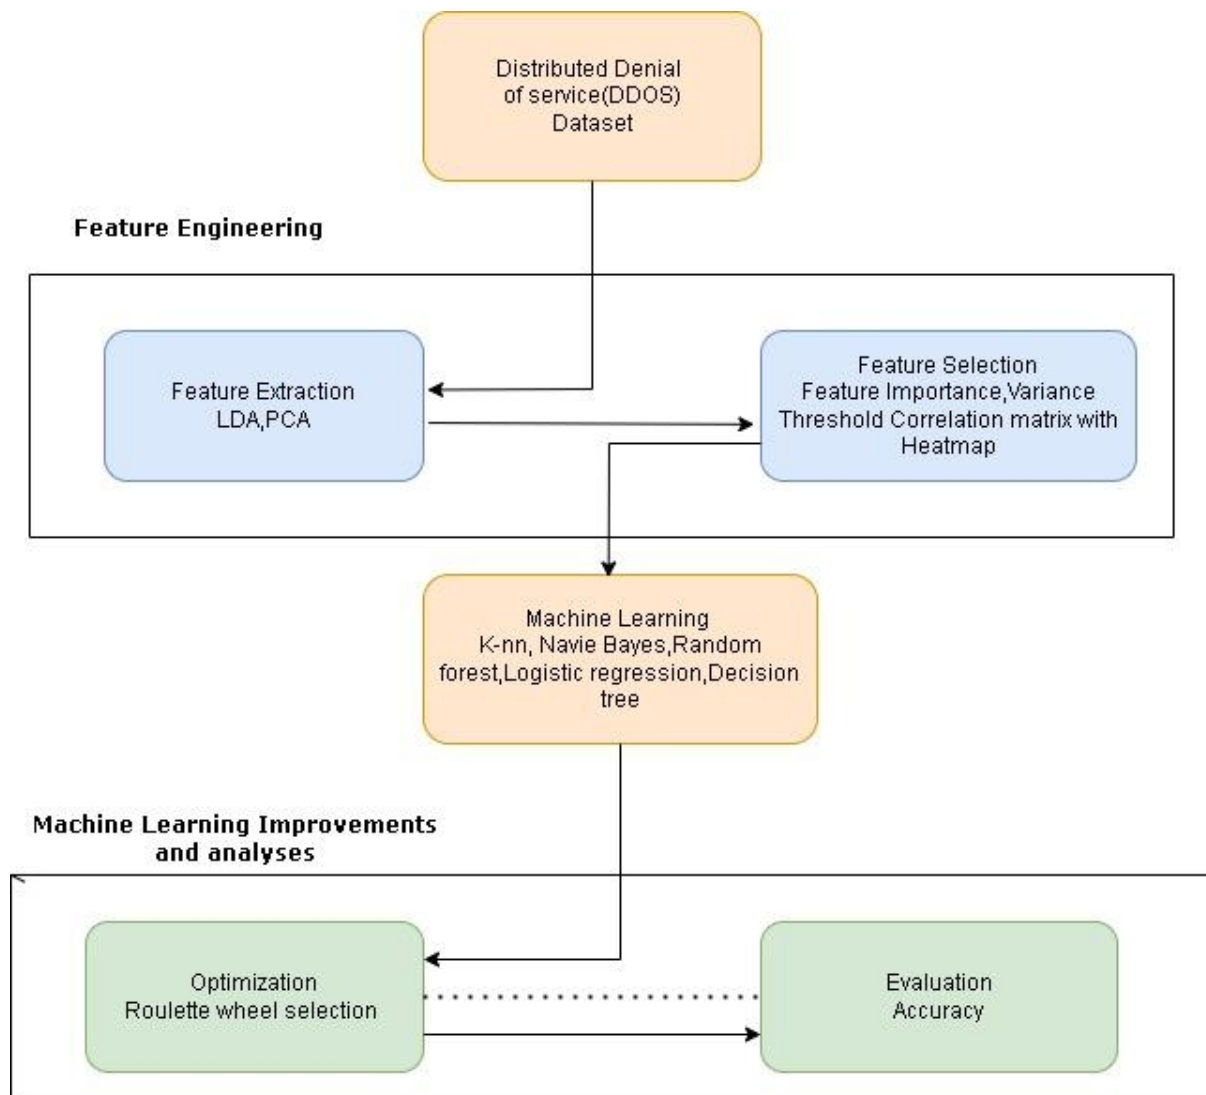 Distributed Denial
of service(DDOS)
Dataset
Feature Engineering
Feature Extraction
LDA,PCA
Feature Selection
Feature Importance,Variance
Threshold Correlation matrix with
Heatmap
Machine Learning
K-nn, Navie Bayes,Random
forest,Logistic regression,Decision
tree
Machine Learning Improvements
and analyses
Optimization
Roulette wheel selection
Evaluation
Accuracy